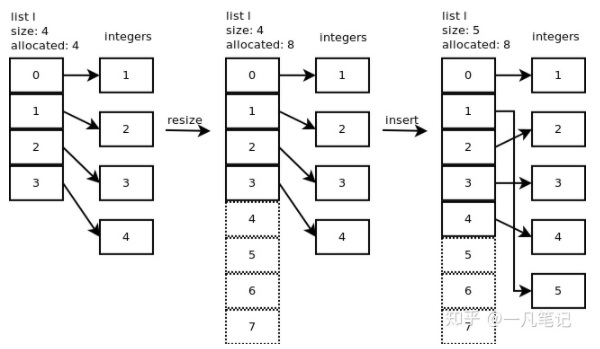 list l
size: 4
allocated: 4
integers
0
1
1
2
2
3
3
4
resize
list l
size: 4
allocated: 8
integers
0
1
1
2
2
3
3
4
4
5
6
7
insert
list l
size: 5
allocated: 8
integers
0
1
1
2
2
3
3
4
4
5
5
6
7
知乎 @一凡笔记